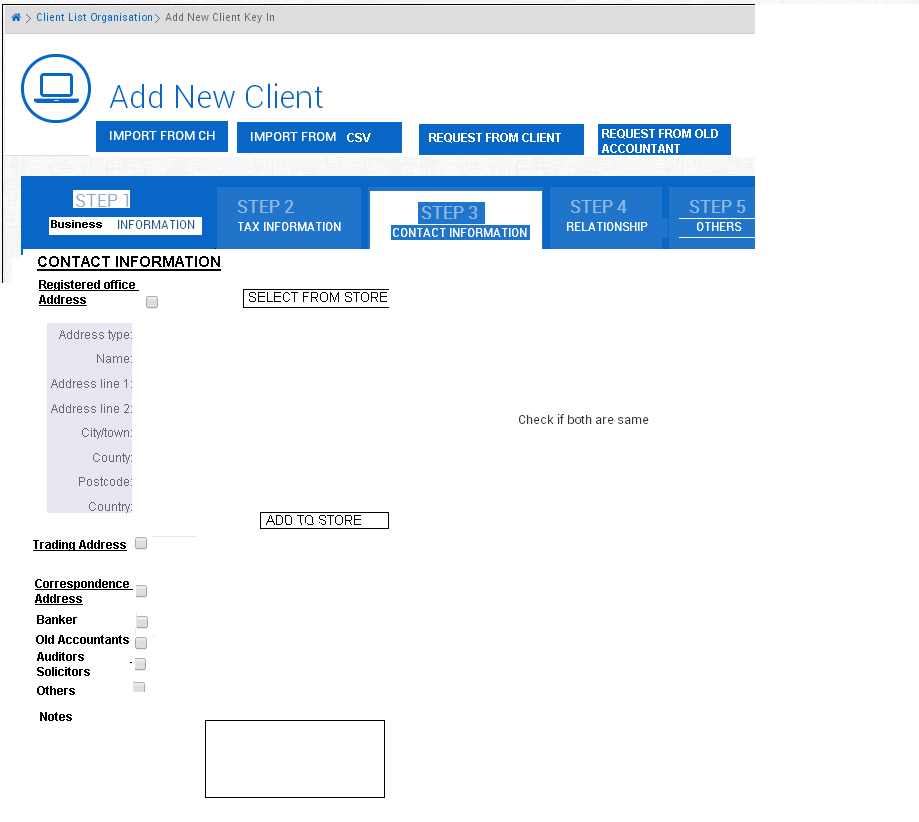 Client List Organisation > Add New Client Key In
Add New Client
IMPORT FROM CH
IMPORT FROM CSV
REQUEST FROM CLIENT
REQUEST FROM OLD
ACCOUNTANT
STEP 1
Business INFORMATION
STEP 2
TAX INFORMATION
STEP 3
CONTACT INFORMATION
STEP 4
RELATIONSHIP
STEP 5
OTHERS
CONTACT INFORMATION
Registered office
Address
SELECT FROM STORE
Address type:
Name:
Address line 1:
Address line 2:
Check if both are same
City/town:
County:
Postcode:
Country:
ADD TO STORE
Trading Address
Correspondence
Address
Banker
Old Accountants
Auditors
Solicitors
Others
Notes